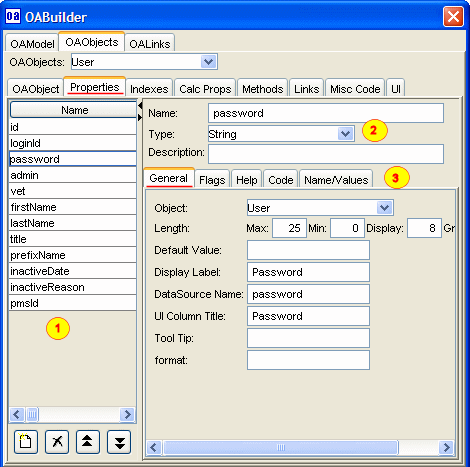 oa OABuilder
OAModel OAObjects OALinks
OAObjects: User
OAObject Properties Indexes Calc Props Methods Links Misc Code UI
Name
id
loginId
password
admin
vet
firstName
lastName
title
prefixName
inactiveDate
inactiveReason
pmsId
1
Name: password
Type: String 2
Description:
3
General Flags Help Code Name/Values
Object: User
Length: Max: 25 Min: 0 Display: 8 Gr
Default Value:
Display Label: Password
DataSource Name: password
UI Column Title: Password
Tool Tip:
format: